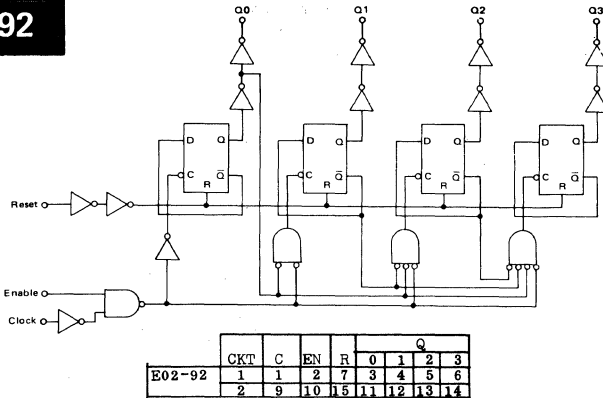 92
Q0 Q1 Q2 Q3
D Q D Q D Q D Q
C Q̅ C Q̅ C Q̅ C Q̅
R R R R
Reset
Enable
Clock
Q
CKT C EN R 0 1 2 3
E02-92 1 1 2 7 3 4 5 6
2 9 10 15 11 12 13 14